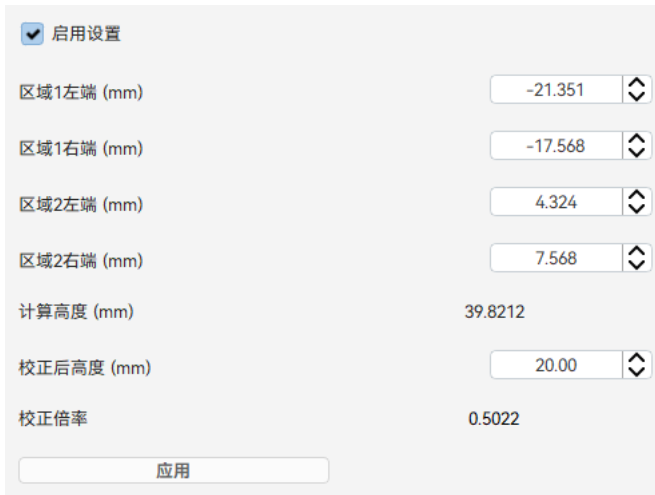 启用设置
区域1左端 (mm) -21.351
区域1右端 (mm) -17.568
区域2左端 (mm) 4.324
区域2右端 (mm) 7.568
计算高度 (mm) 39.8212
校正后高度 (mm) 20.00
校正倍率 0.5022
应用